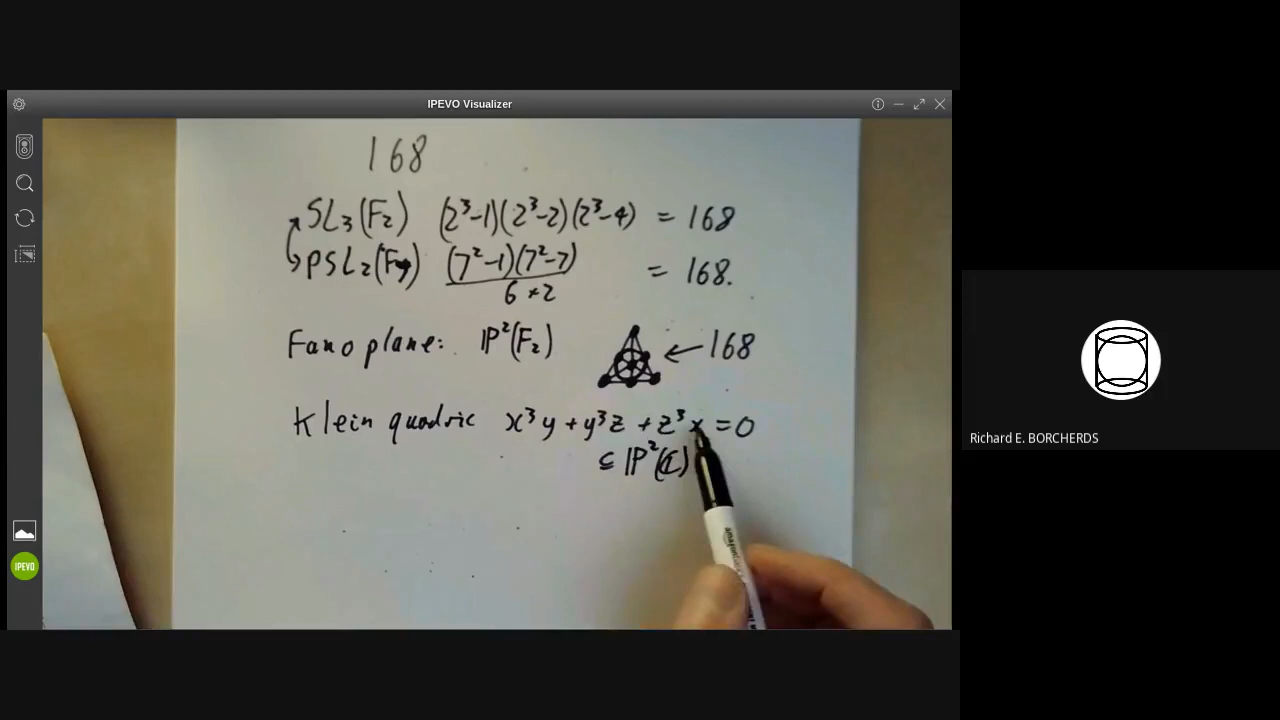 IPEVO Visualizer
168
SL₃(F₂) (2³-1)(2³-2)(2³-4) = 168
PSL₂(F₇) (7²-1)(7²-7) / 6×2 = 168.
Fano plane: ℙ²(F₂) ← 168
Klein quadric x³y + y³z + z³x = 0
⊆ ℙ²(ℂ)
amazon
IPEVO
Richard E. BORCHERDS